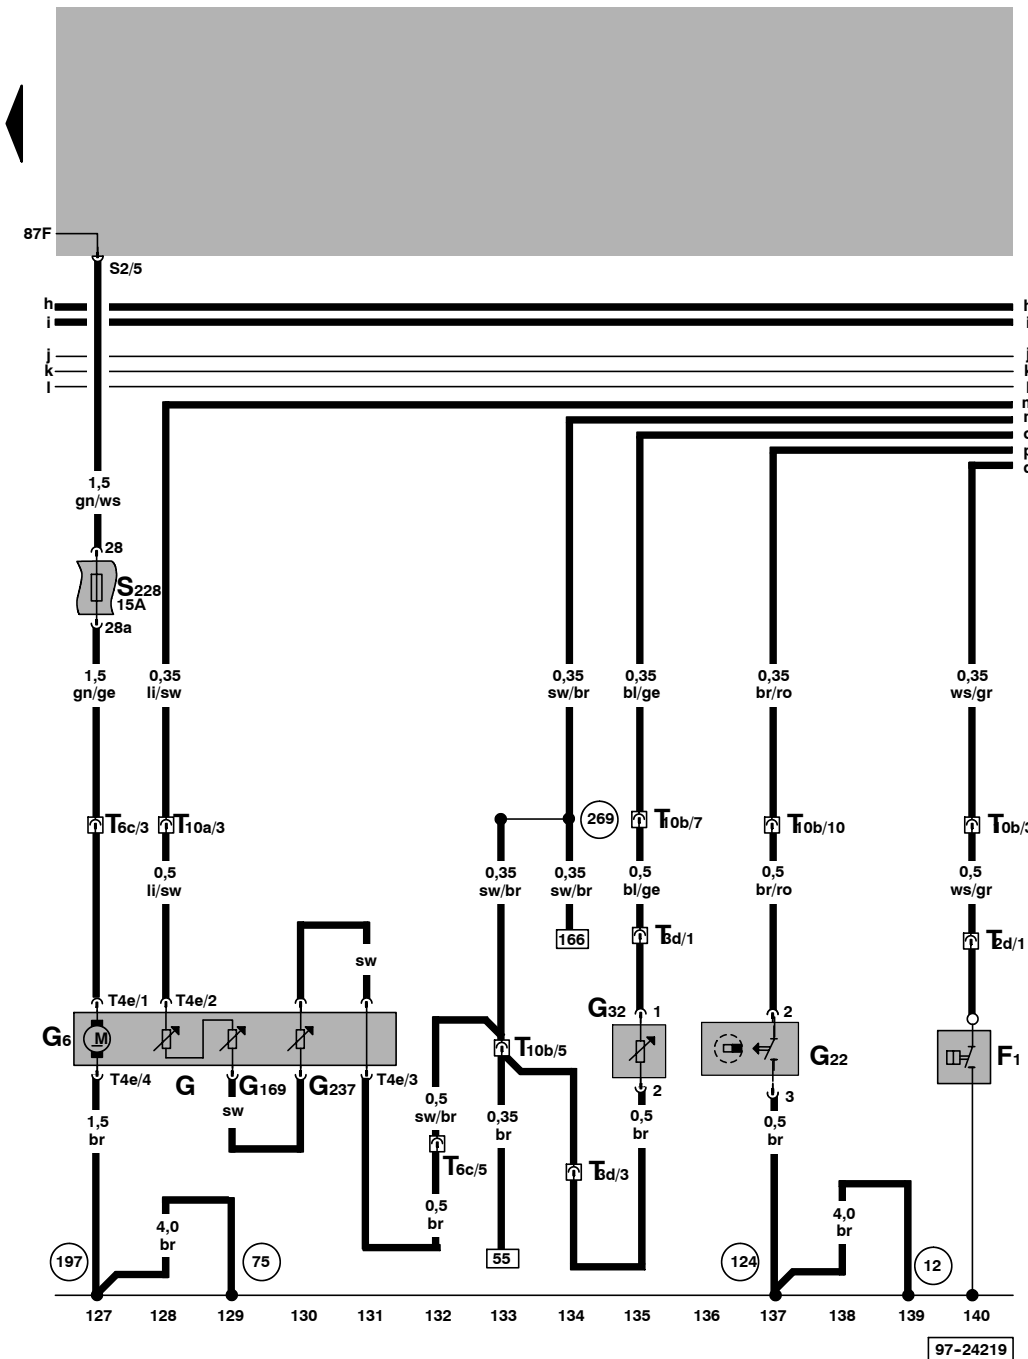 87F
S2/5
h h
i i
j j
k k
l l
1,5
gn/ws
28
S228
15A
28a
1,5
gn/ge
0,35
li/sw
0,35
sw/br
0,35
bl/ge
0,35
br/ro
0,35
ws/gr
T6c/3
T10a/3
269
T10b/7
T10b/10
0,5
li/sw
0,35
sw/br
0,35
sw/br
0,5
bl/ge
0,5
br/ro
0,5
ws/gr
166
T3d/1
T2d/1
sw
T4e/1
T4e/2
G32
1
2
G6
M
T10b/5
G22
F1
T4e/4
G
G169
G237
T4e/3
2
3
1,5
br
sw
0,5
sw/br
0,35
br
0,5
br
0,5
br
T6c/5
T3d/3
0,5
br
4,0
br
4,0
br
197
75
55
124
12
127 128 129 130 131 132 133 134 135 136 137 138 139 140
97-24219